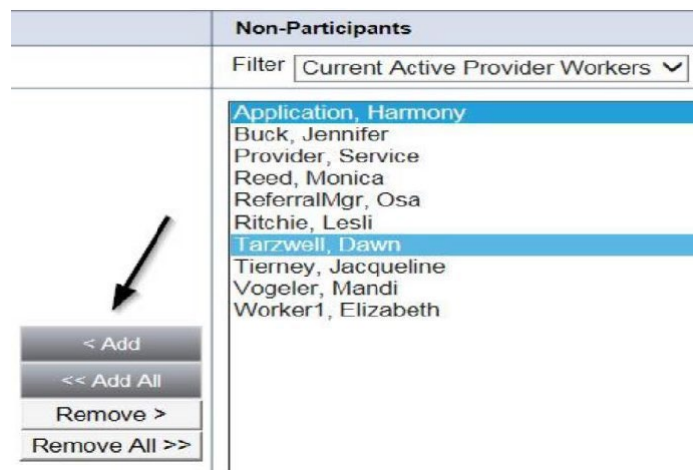 Non-Participants
Filter Current Active Provider Workers
Application, Harmony
Buck, Jennifer
Provider, Service
Reed, Monica
ReferralMgr, Osa
Ritchie, Lesli
Tarzwell, Dawn
Tierney, Jacqueline
Vogeler, Mandi
Worker1, Elizabeth
< Add
<< Add All
Remove >
Remove All >>